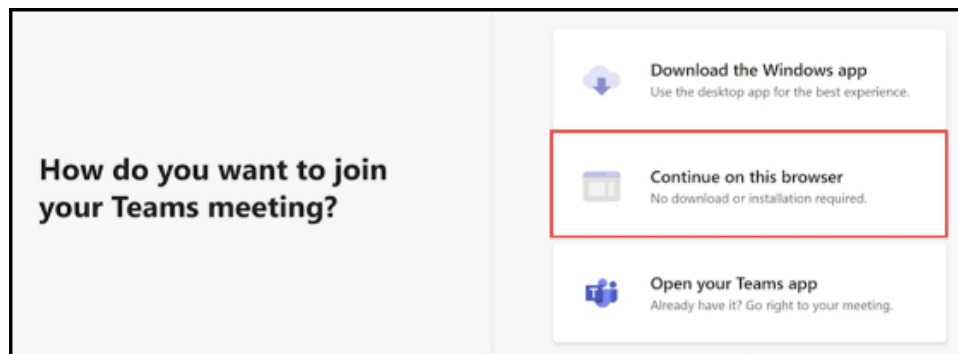 How do you want to join
your Teams meeting?
Download the Windows app
Use the desktop app for the best experience.
Continue on this browser
No download or installation required.
Open your Teams app
Already have it? Go right to your meeting.